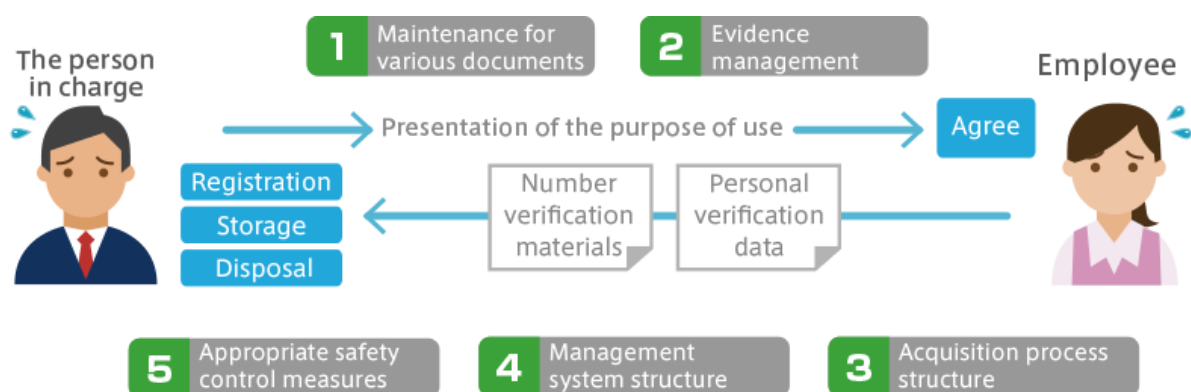 1
Maintenance for
various documents
2
Evidence
management
The person
in charge
Employee
Presentation of the purpose of use
Agree
Registration
Storage
Disposal
Number
verification
materials
Personal
verification
data
5
Appropriate safety
control measures
4
Management
system structure
3
Acquisition process
structure